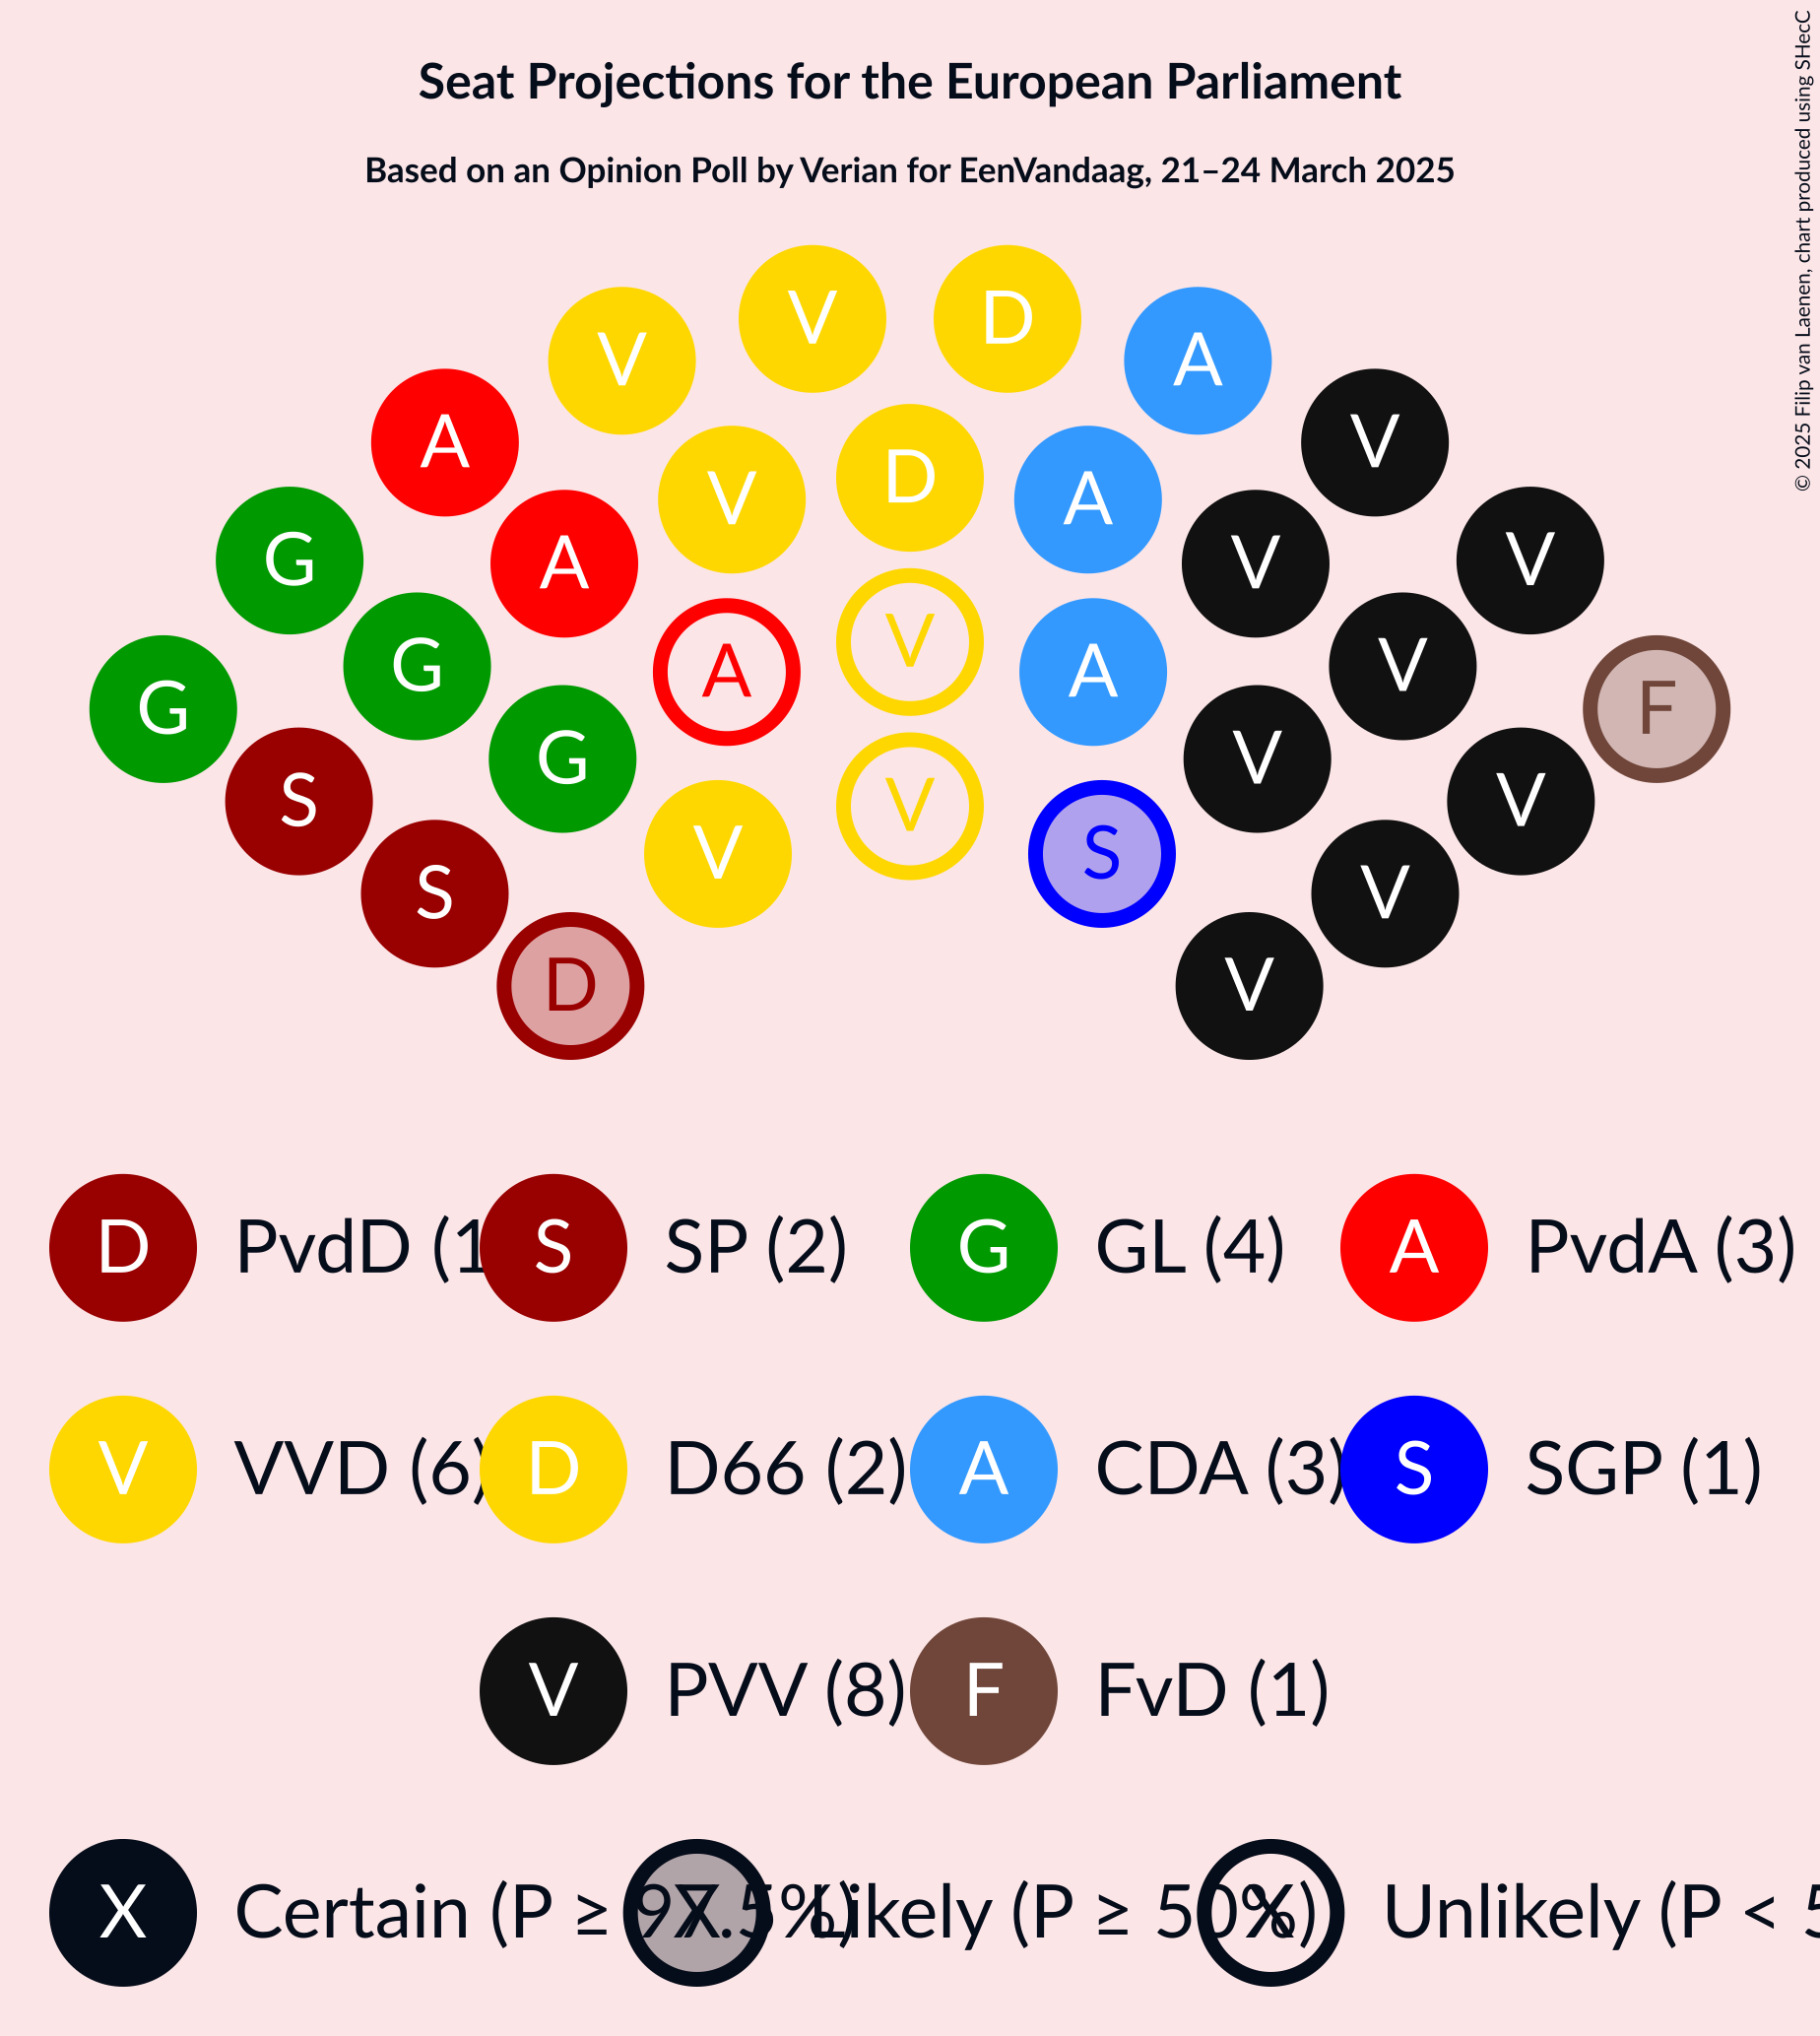 Seat Projections for the European Parliament
Based on an Opinion Poll by Verian for EenVandaag, 21–24 March 2025
© 2025 Filip van Laenen, chart produced using SHecC
V D
V A
A V
D
V A
G A V V
V
G A A V
G F
G V
V
S V S V
S V
D V
D PvdD (1 S SP (2) G GL (4) A PvdA (3)
V VVD (6) D D66 (2) A CDA (3) S SGP (1)
V PVV (8) F FvD (1)
X Certain (P ≥ 97.5%) X Likely (P ≥ 50%) X Unlikely (P < 5